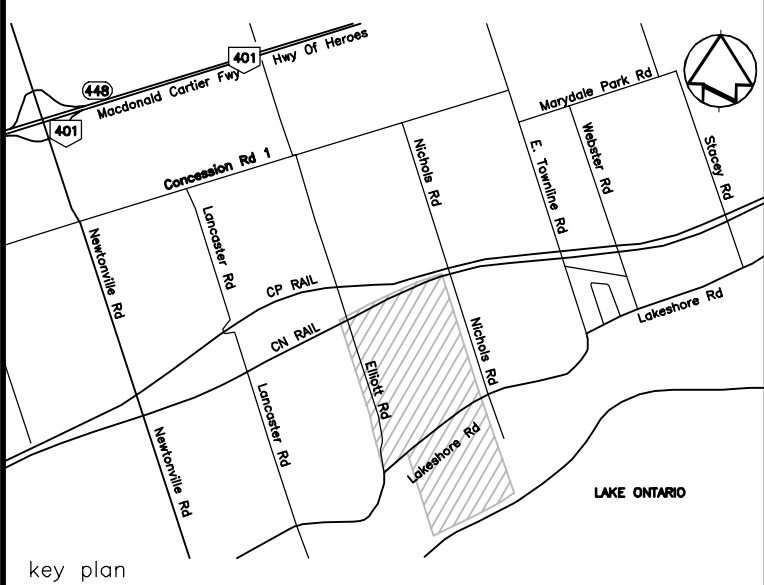 401
Hwy Of Heroes
448
Macdonald Cartier Fwy
401
Marydale Park Rd
Concession Rd 1
Nichols Rd
E. Townline Rd
Webster Rd
Stacey Rd
Newtonville Rd
Lancaster Rd
CP RAIL
CN RAIL
Lakeshore Rd
Elliott Rd
Nichols Rd
Lancaster Rd
Newtonville Rd
Lakeshore Rd
LAKE ONTARIO
key plan